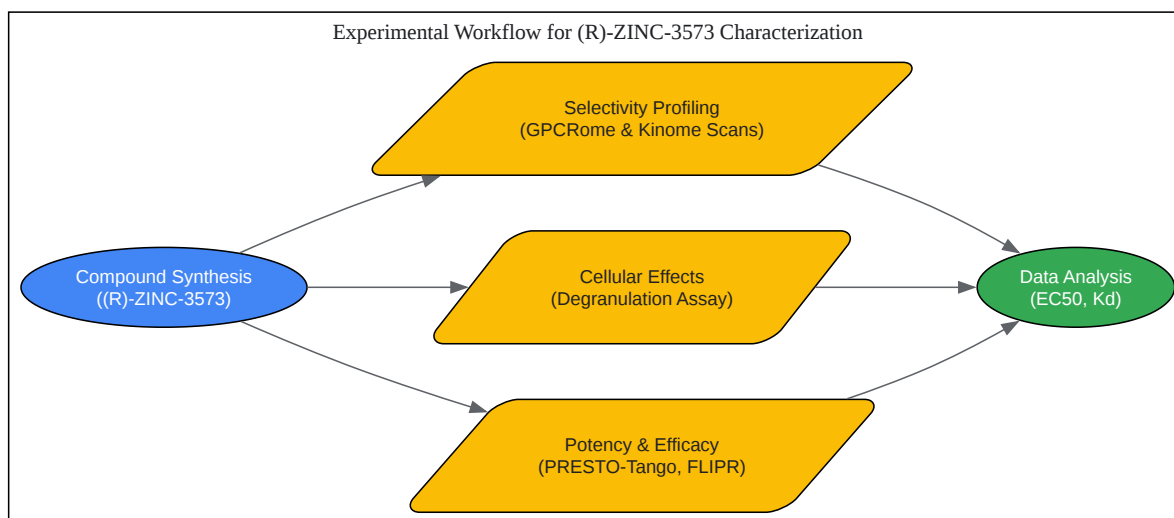 Experimental Workflow for (R)-ZINC-3573 Characterization
Selectivity Profiling
(GPCRome & Kinome Scans)
Compound Synthesis
((R)-ZINC-3573)
Cellular Effects
(Degranulation Assay)
Data Analysis
(EC50, Kd)
Potency & Efficacy
(PRESTO-Tango, FLIPR)